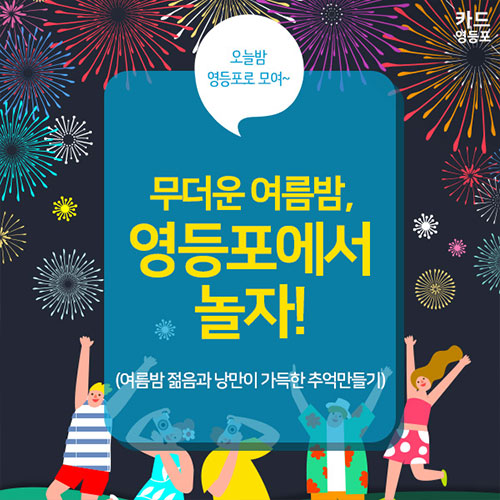 카드
영등포
오늘밤
영등포로 모여~
무더운 여름밤,
영등포에서
놀자!
(여름밤 젊음과 낭만이 가득한 추억만들기)